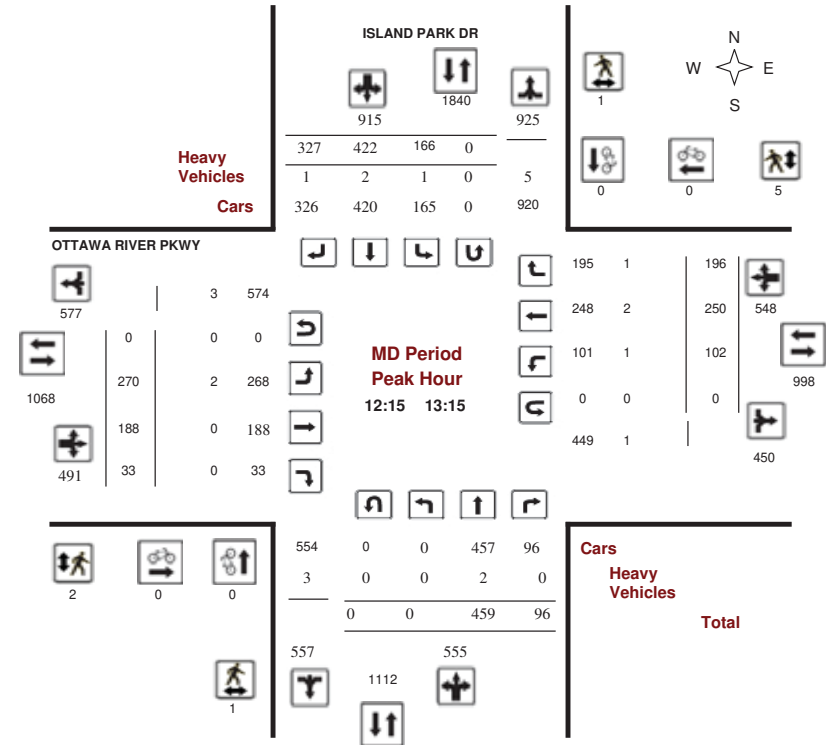 ISLAND PARK DR
N
W E
S
1840
1
915 925
327 422 166 0
Heavy
Vehicles
1 2 1 0 5
Cars
326 420 165 0 920
0 0 5
OTTAWA RIVER PKWY
577
3 574
195 1 196
548
0 0 0
248 2 250
1068
270 2 268
MD Period
Peak Hour
12:15 13:15
101 1 102
998
188 0 188
0 0 0
491
33 0 33
449 1
450
554 0 0 457 96
Cars
3 0 0 2 0
Heavy
Vehicles
2 0 0
0 0 459 96
Total
557 555
1112
1